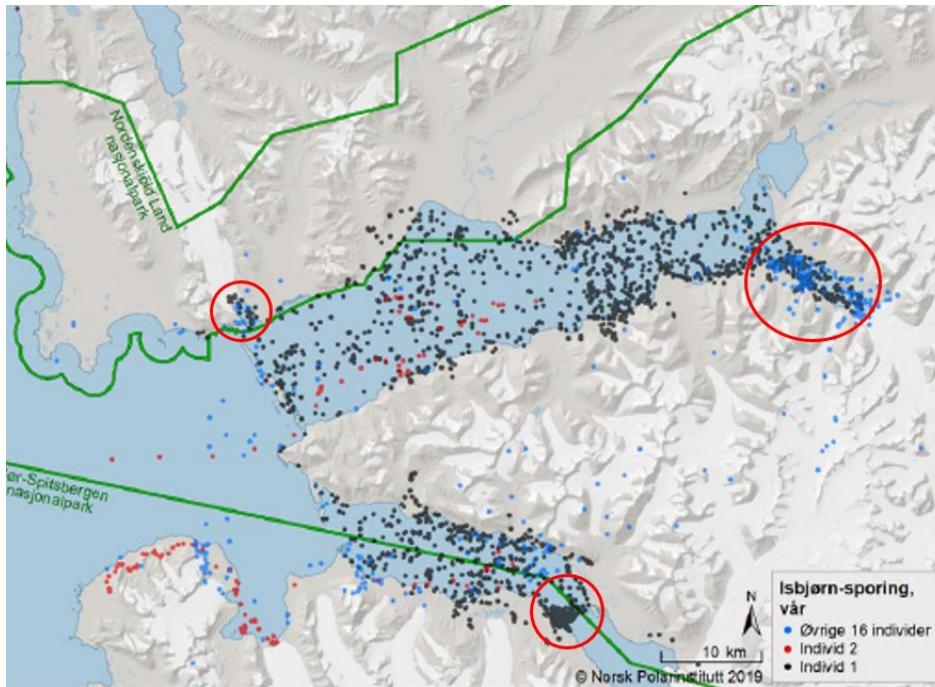 Nordenskiöld Land
nasjonalpark
ør-Spitsbergen
nasjonalpark
Isbjørn-sporing,
vår
Øvrige 16 individer
Individ 2
Individ 1
N
10 km
© Norsk Polarinstitutt 2019